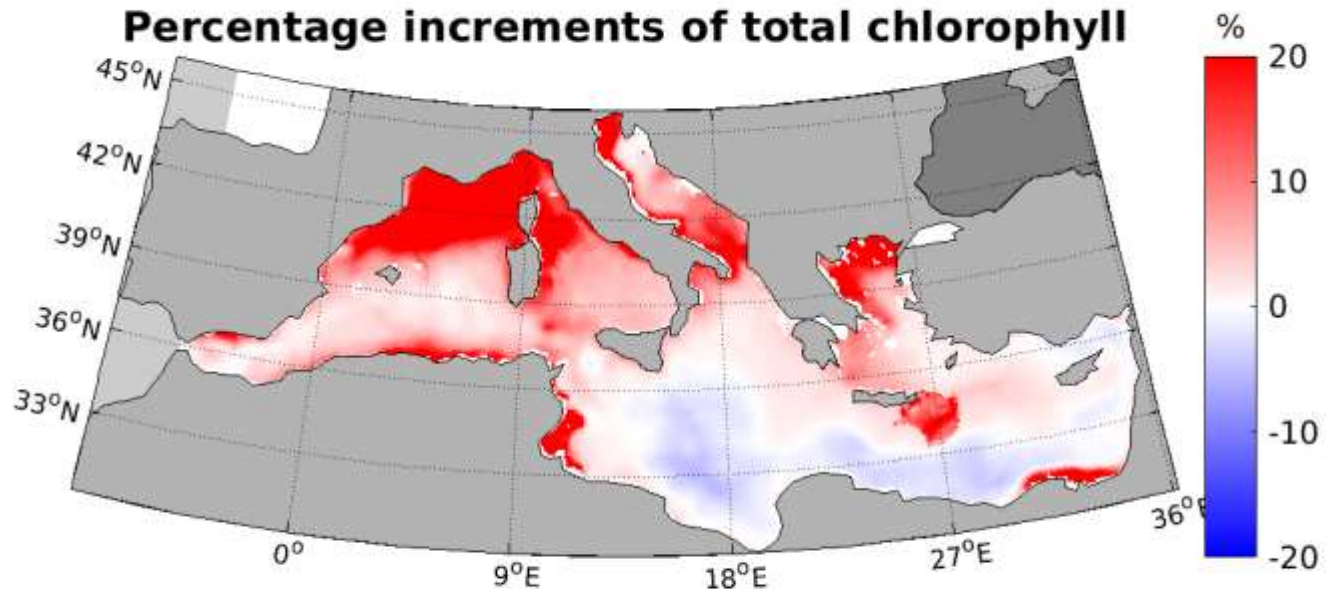 Percentage increments of total chlorophyll
%
45°N
42°N
39°N
36°N
33°N
0°
9°E
18°E
27°E
36°E
20
10
0
-10
-20